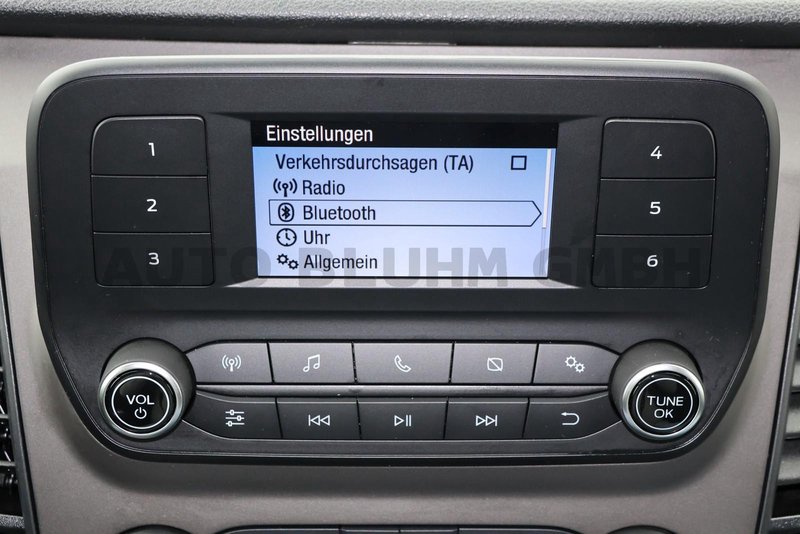 Einstellungen
Verkehrsdurchsagen (TA)
Radio
Bluetooth
Uhr
Allgemein
1
2
3
4
5
6
AUTO BLUHM GMBH
VOL
TUNE
OK